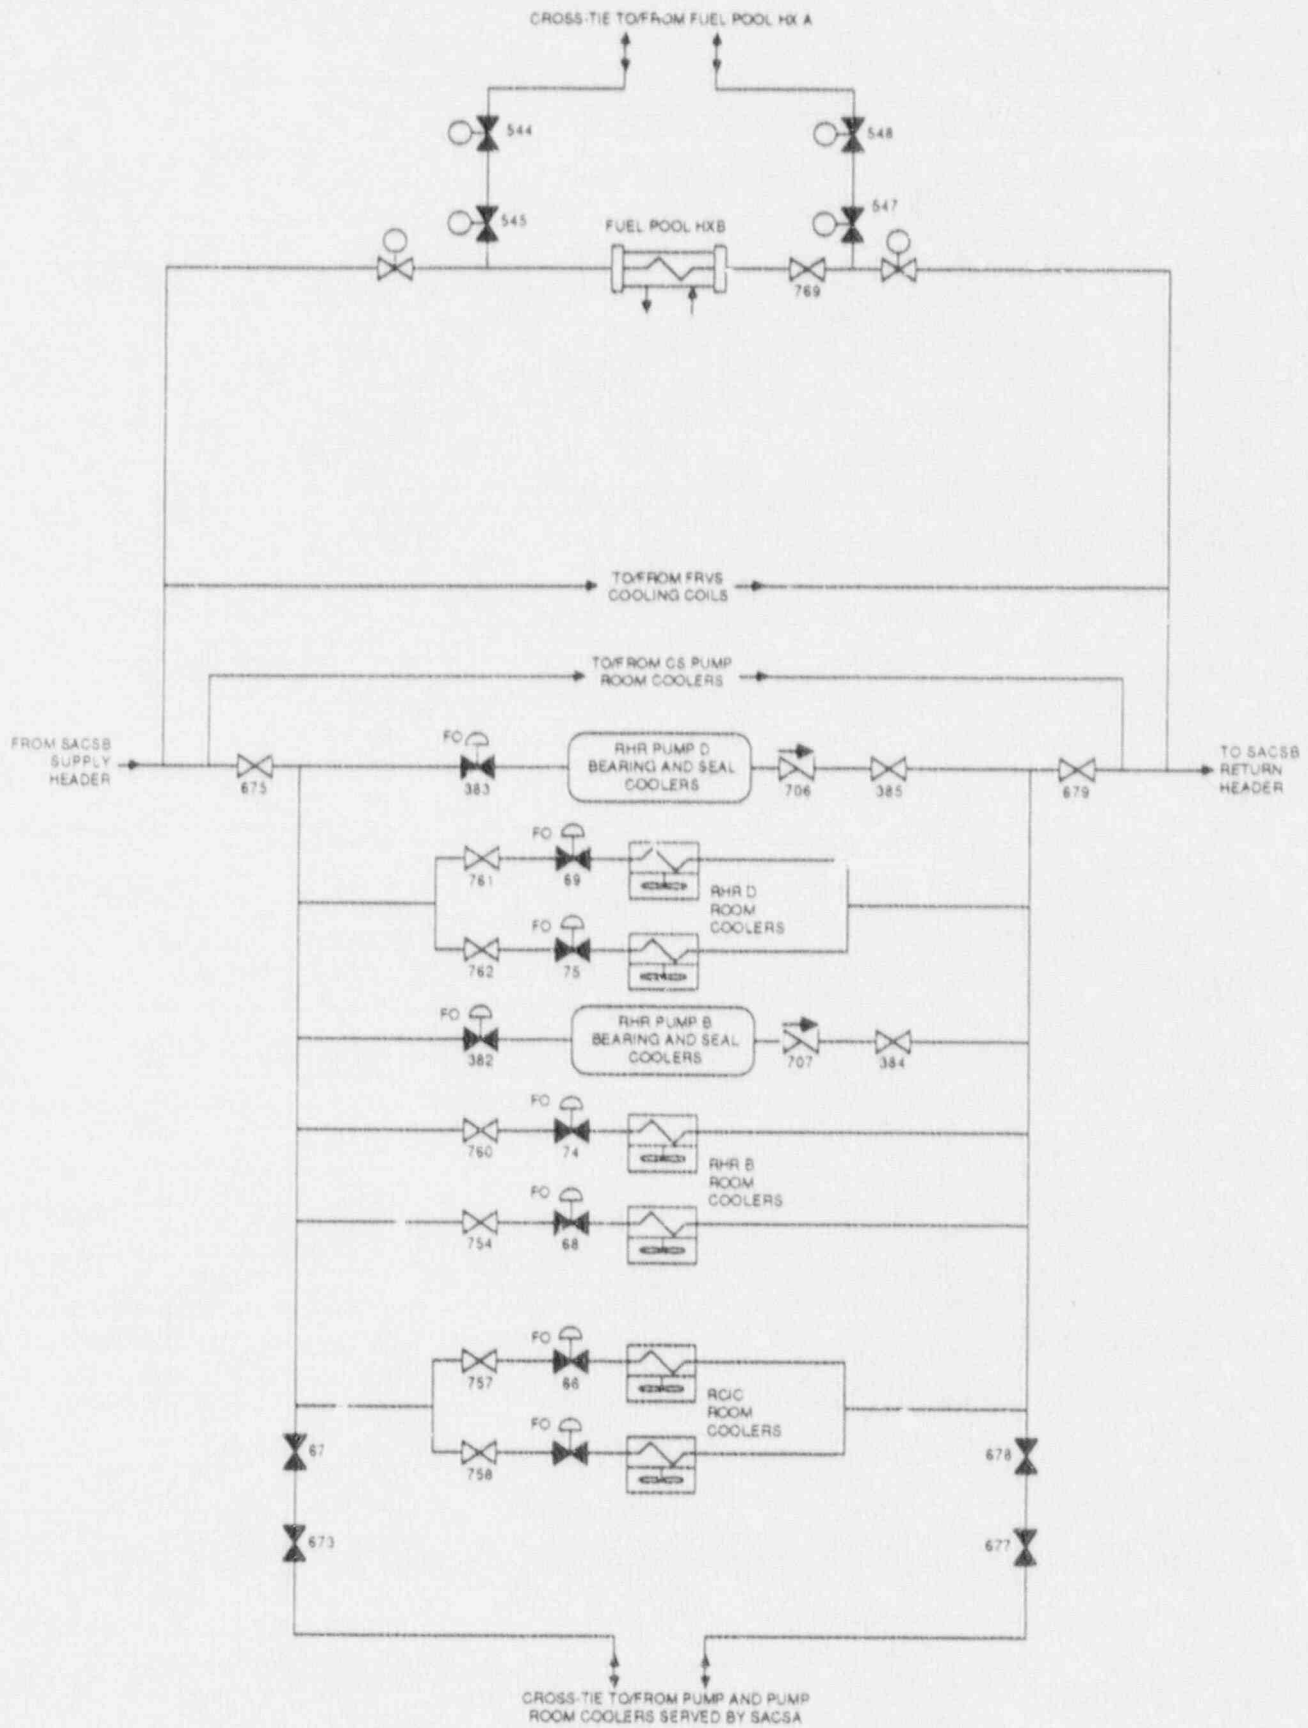 CROSS-TIE TO/FROM FUEL POOL HX A
544
548
545
547
FUEL POOL HXB
769
TO/FROM FRVS
COOLING COILS
TO/FROM CS PUMP
ROOM COOLERS
FROM SACSB
SUPPLY
HEADER
675
FO
383
RHR PUMP D
BEARING AND SEAL
COOLERS
706
385
679
TO SACSB
RETURN
HEADER
FO
761
69
RHR D
ROOM
COOLERS
FO
762
75
FO
382
RHR PUMP B
BEARING AND SEAL
COOLERS
707
384
FO
760
74
RHR B
ROOM
COOLERS
FO
754
68
FO
757
66
RCIC
ROOM
COOLERS
FO
758
67
678
673
677
CROSS-TIE TO/FROM PUMP AND PUMP
ROOM COOLERS SERVED BY SACSA